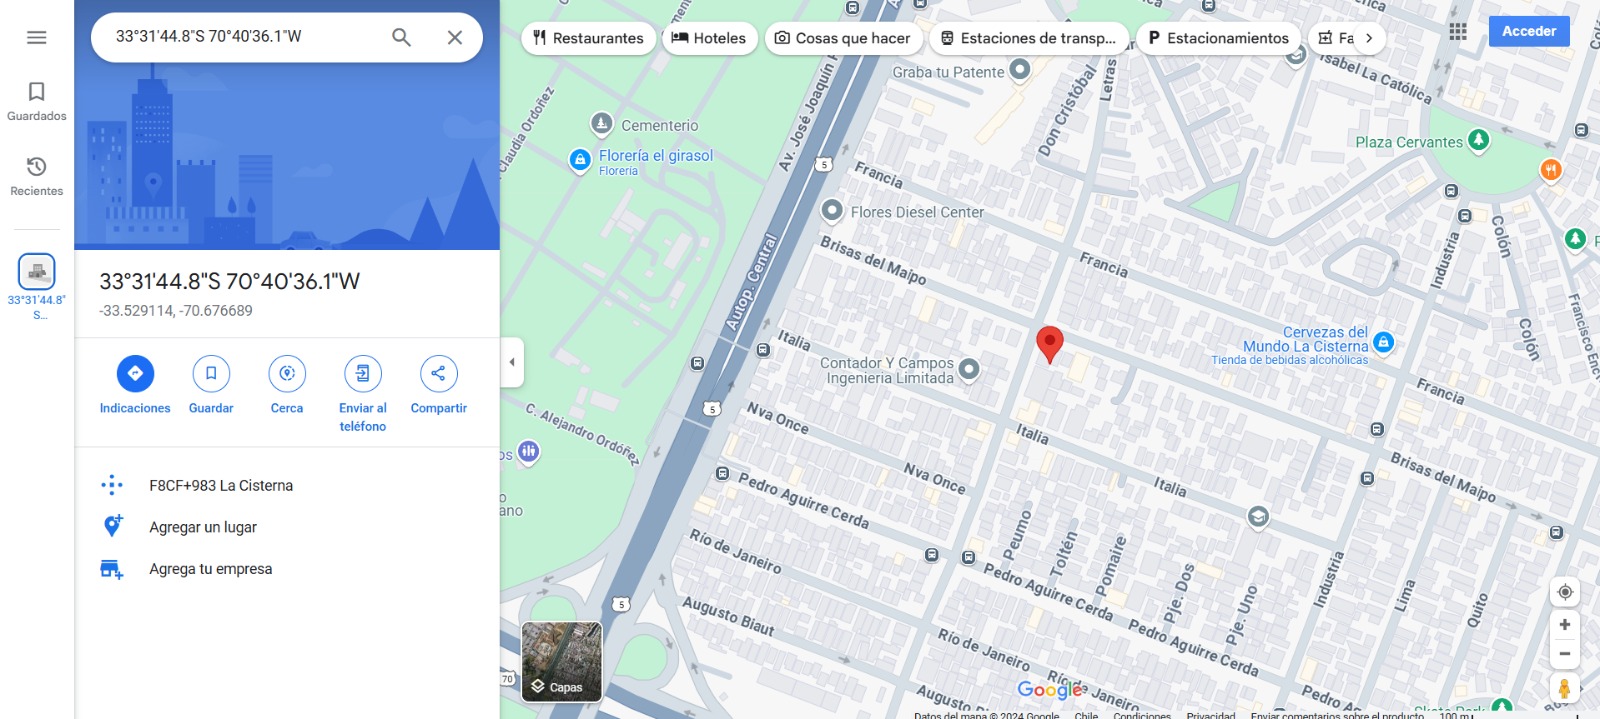 33°31'44.8"S 70°40'36.1"W
Guardados
Recientes
33°31'44.8"
S...
33°31'44.8"S 70°40'36.1"W
-33.529114, -70.676689
Indicaciones
Guardar
Cerca
Enviar al
teléfono
Compartir
F8CF+983 La Cisterna
Agregar un lugar
Agrega tu empresa
Restaurantes
Hoteles
Cosas que hacer
Estaciones de transp...
Estacionamientos
Fa
Acceder
Graba tu Patente
Don Cristóbal
Letras
Isabel La Católica
Cementerio
Florería el girasol
Florería
Claudia Ordóñez
Av. José Joaquín
5
Plaza Cervantes
Francia
Flores Diesel Center
Brisas del Maipo
Autop. Central
Francia
Industria
Colón
Colón
Italia
Contador Y Campos
Ingenieria Limitada
Cervezas del
Mundo La Cisterna
Tienda de bebidas alcohólicas
Francia
5
C. Alejandro Ordóñez
os
Nva Once
Italia
Nva Once
Brisas del Maipo
Italia
ano
Pedro Aguirre Cerda
Río de Janeiro
Peumo
Toltén
Pomaire
Pje. Dos
Pje. Uno
Industria
Lima
Quito
Pedro Aguirre Cerda
Pedro Aguirre Cerda
5
Augusto Biaut
Río de Janeiro
70
Capas
Augusto
Google
de Janeiro
Pedro
Skate Park
Datos del mapa © 2024 Google
Chile
Condiciones
Privacidad
Enviar comentarios sobre el producto
100 m